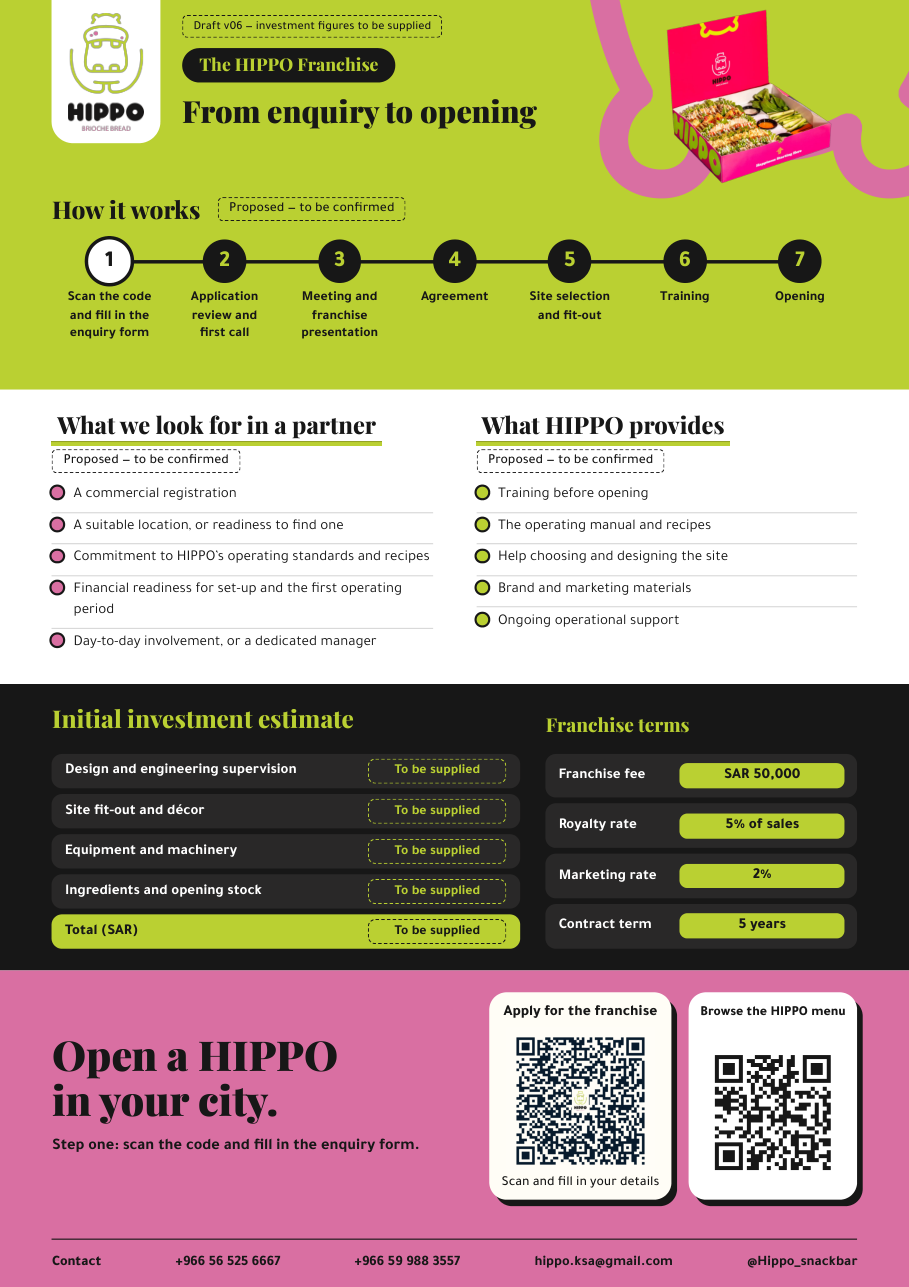 Draft v06 – investment figures to be supplied
The HIPPO Franchise
From enquiry to opening
HIPPO
BRIOCHE BREAD
HIPPO
HIPPO
How it works
Proposed – to be confirmed
1
2
3
4
5
6
7
Scan the code
and fill in the
enquiry form
Application
review and
first call
Meeting and
franchise
presentation
Agreement
Site selection
and fit-out
Training
Opening
What we look for in a partner
Proposed – to be confirmed
A commercial registration
A suitable location, or readiness to find one
Commitment to HIPPO's operating standards and recipes
Financial readiness for set-up and the first operating
period
Day-to-day involvement, or a dedicated manager
What HIPPO provides
Proposed – to be confirmed
Training before opening
The operating manual and recipes
Help choosing and designing the site
Brand and marketing materials
Ongoing operational support
Initial investment estimate
Design and engineering supervision To be supplied
Site fit-out and décor To be supplied
Equipment and machinery To be supplied
Ingredients and opening stock To be supplied
Total (SAR) To be supplied
Franchise terms
Franchise fee SAR 50,000
Royalty rate 5% of sales
Marketing rate 2%
Contract term 5 years
Open a HIPPO
in your city.
Step one: scan the code and fill in the enquiry form.
Apply for the franchise
HIPPO
Scan and fill in your details
Browse the HIPPO menu
Contact +966 56 525 6667 +966 59 988 3557 hippo.ksa@gmail.com @Hippo_snackbar